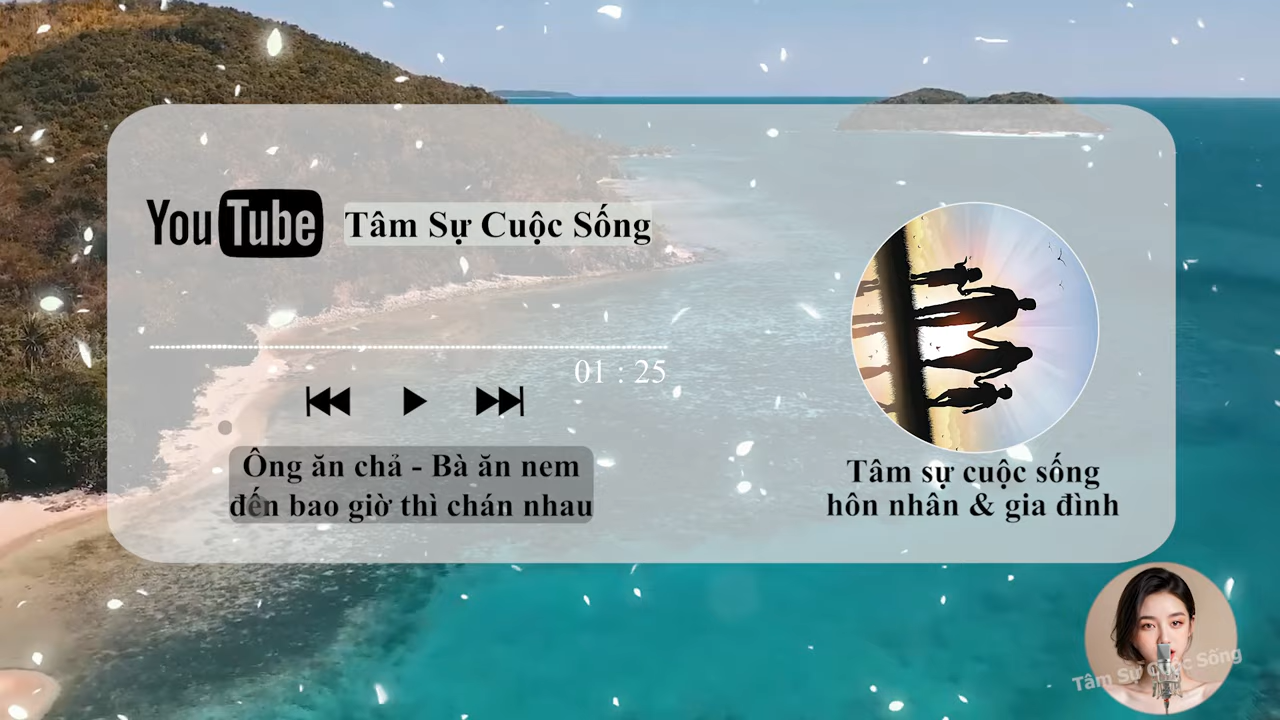 YouTube Tâm Sự Cuộc Sống
01 : 25
Ông ăn chả - Bà ăn nem
đến bao giờ thì chán nhau
Tâm sự cuộc sống
hôn nhân & gia đình
Tâm Sự Cuộc Sống